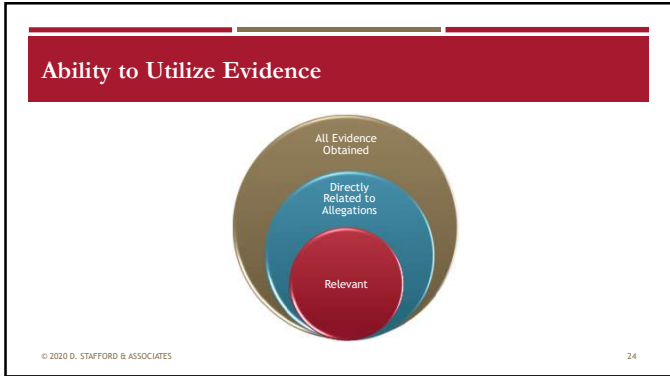 Ability to Utilize Evidence
All Evidence
Obtained
Directly
Related to
Allegations
Relevant
© 2020 D. STAFFORD & ASSOCIATES
24